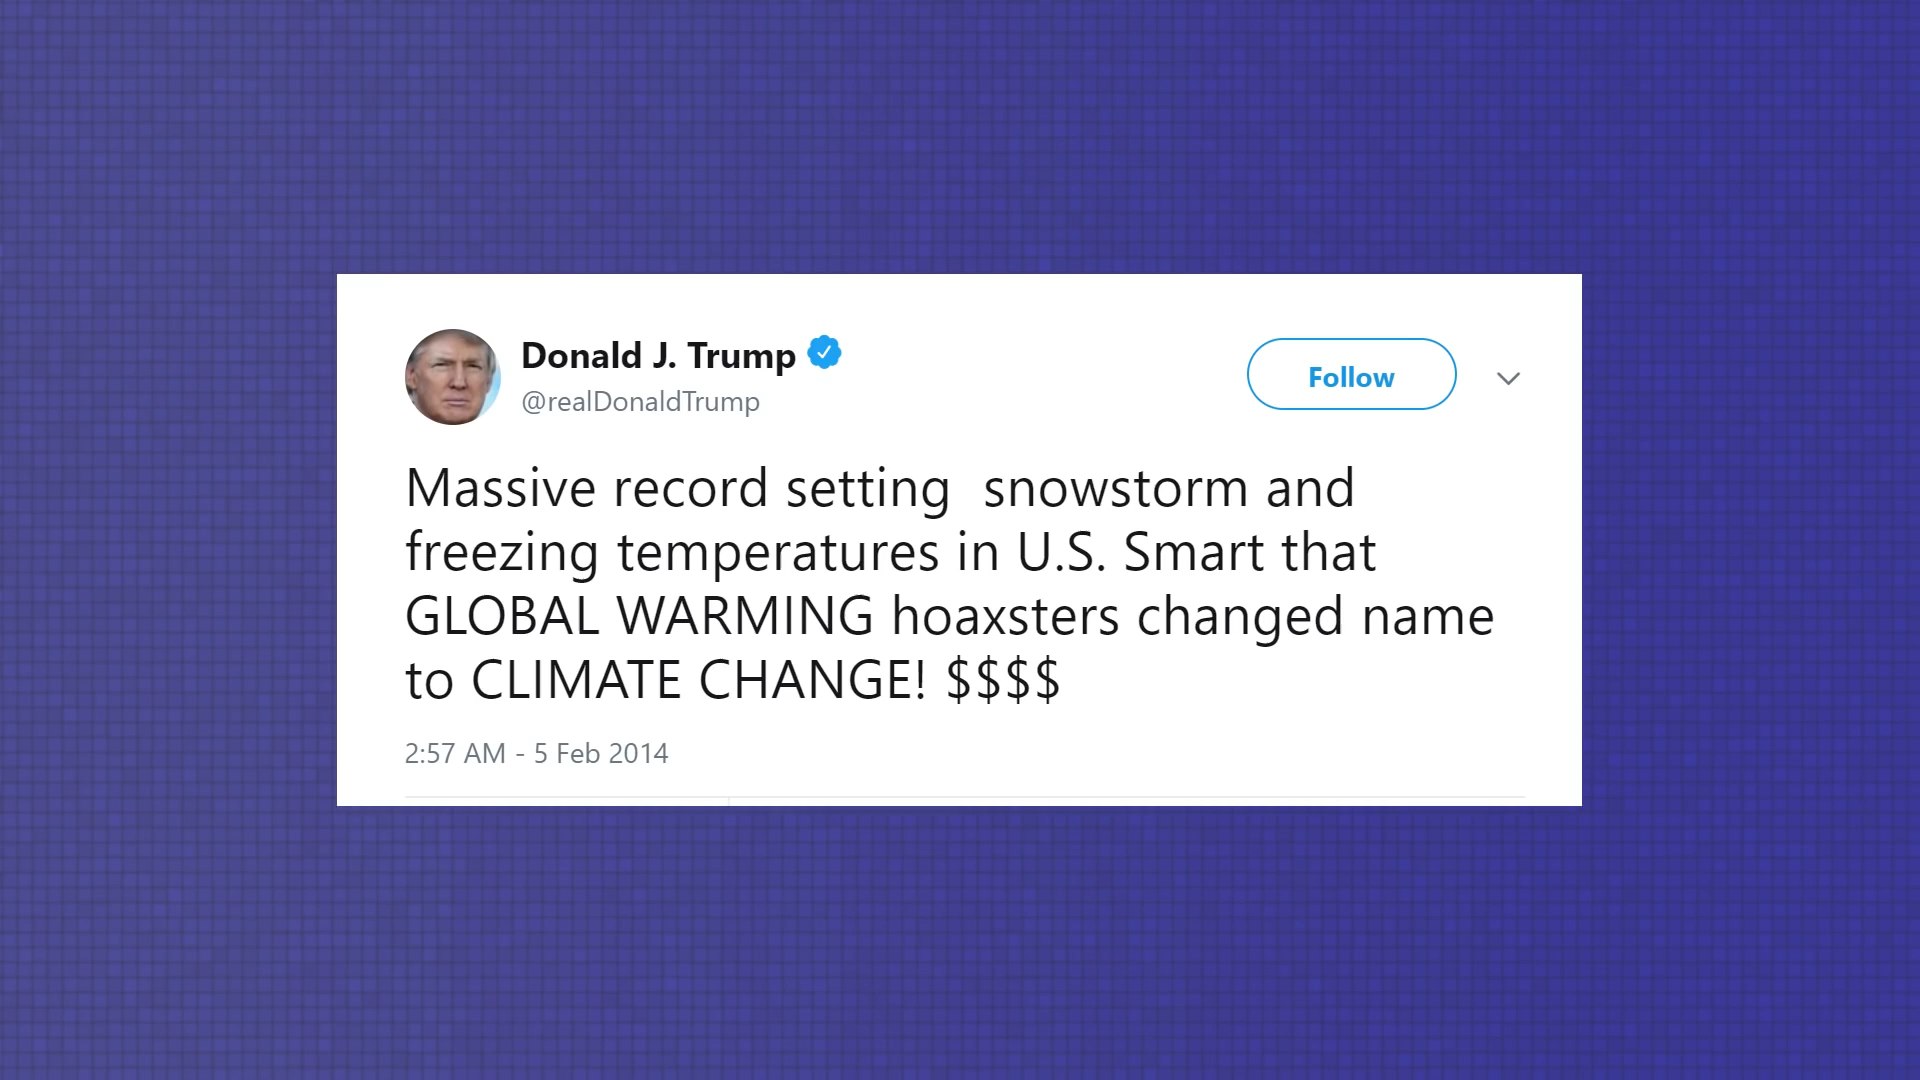 Donald J. Trump
@realDonaldTrump
Follow
Massive record setting  snowstorm and
freezing temperatures in U.S. Smart that
GLOBAL WARMING hoaxsters changed name
to CLIMATE CHANGE! $$$$
2:57 AM - 5 Feb 2014